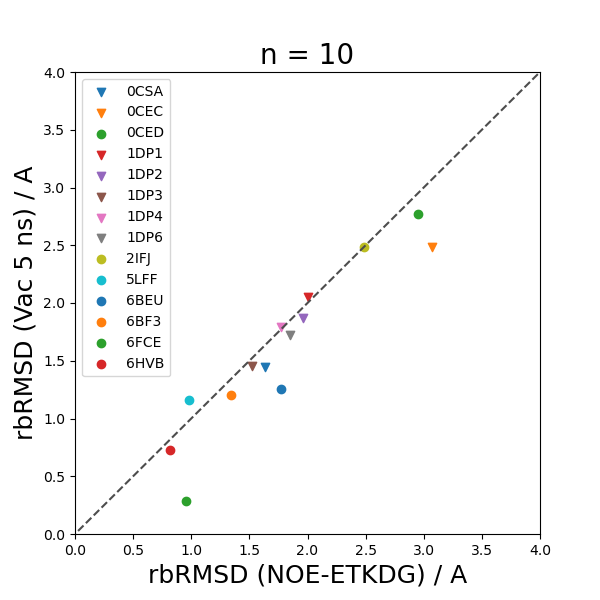 n = 10
rbRMSD (Vac 5 ns) / A
4.0
3.5
3.0
2.5
2.0
1.5
1.0
0.5
0.0
0CSA
0CEC
0CED
1DP1
1DP2
1DP3
1DP4
1DP6
2IFJ
5LFF
6BEU
6BF3
6FCE
6HVB
0.0 0.5 1.0 1.5 2.0 2.5 3.0 3.5 4.0
rbRMSD (NOE-ETKDG) / A